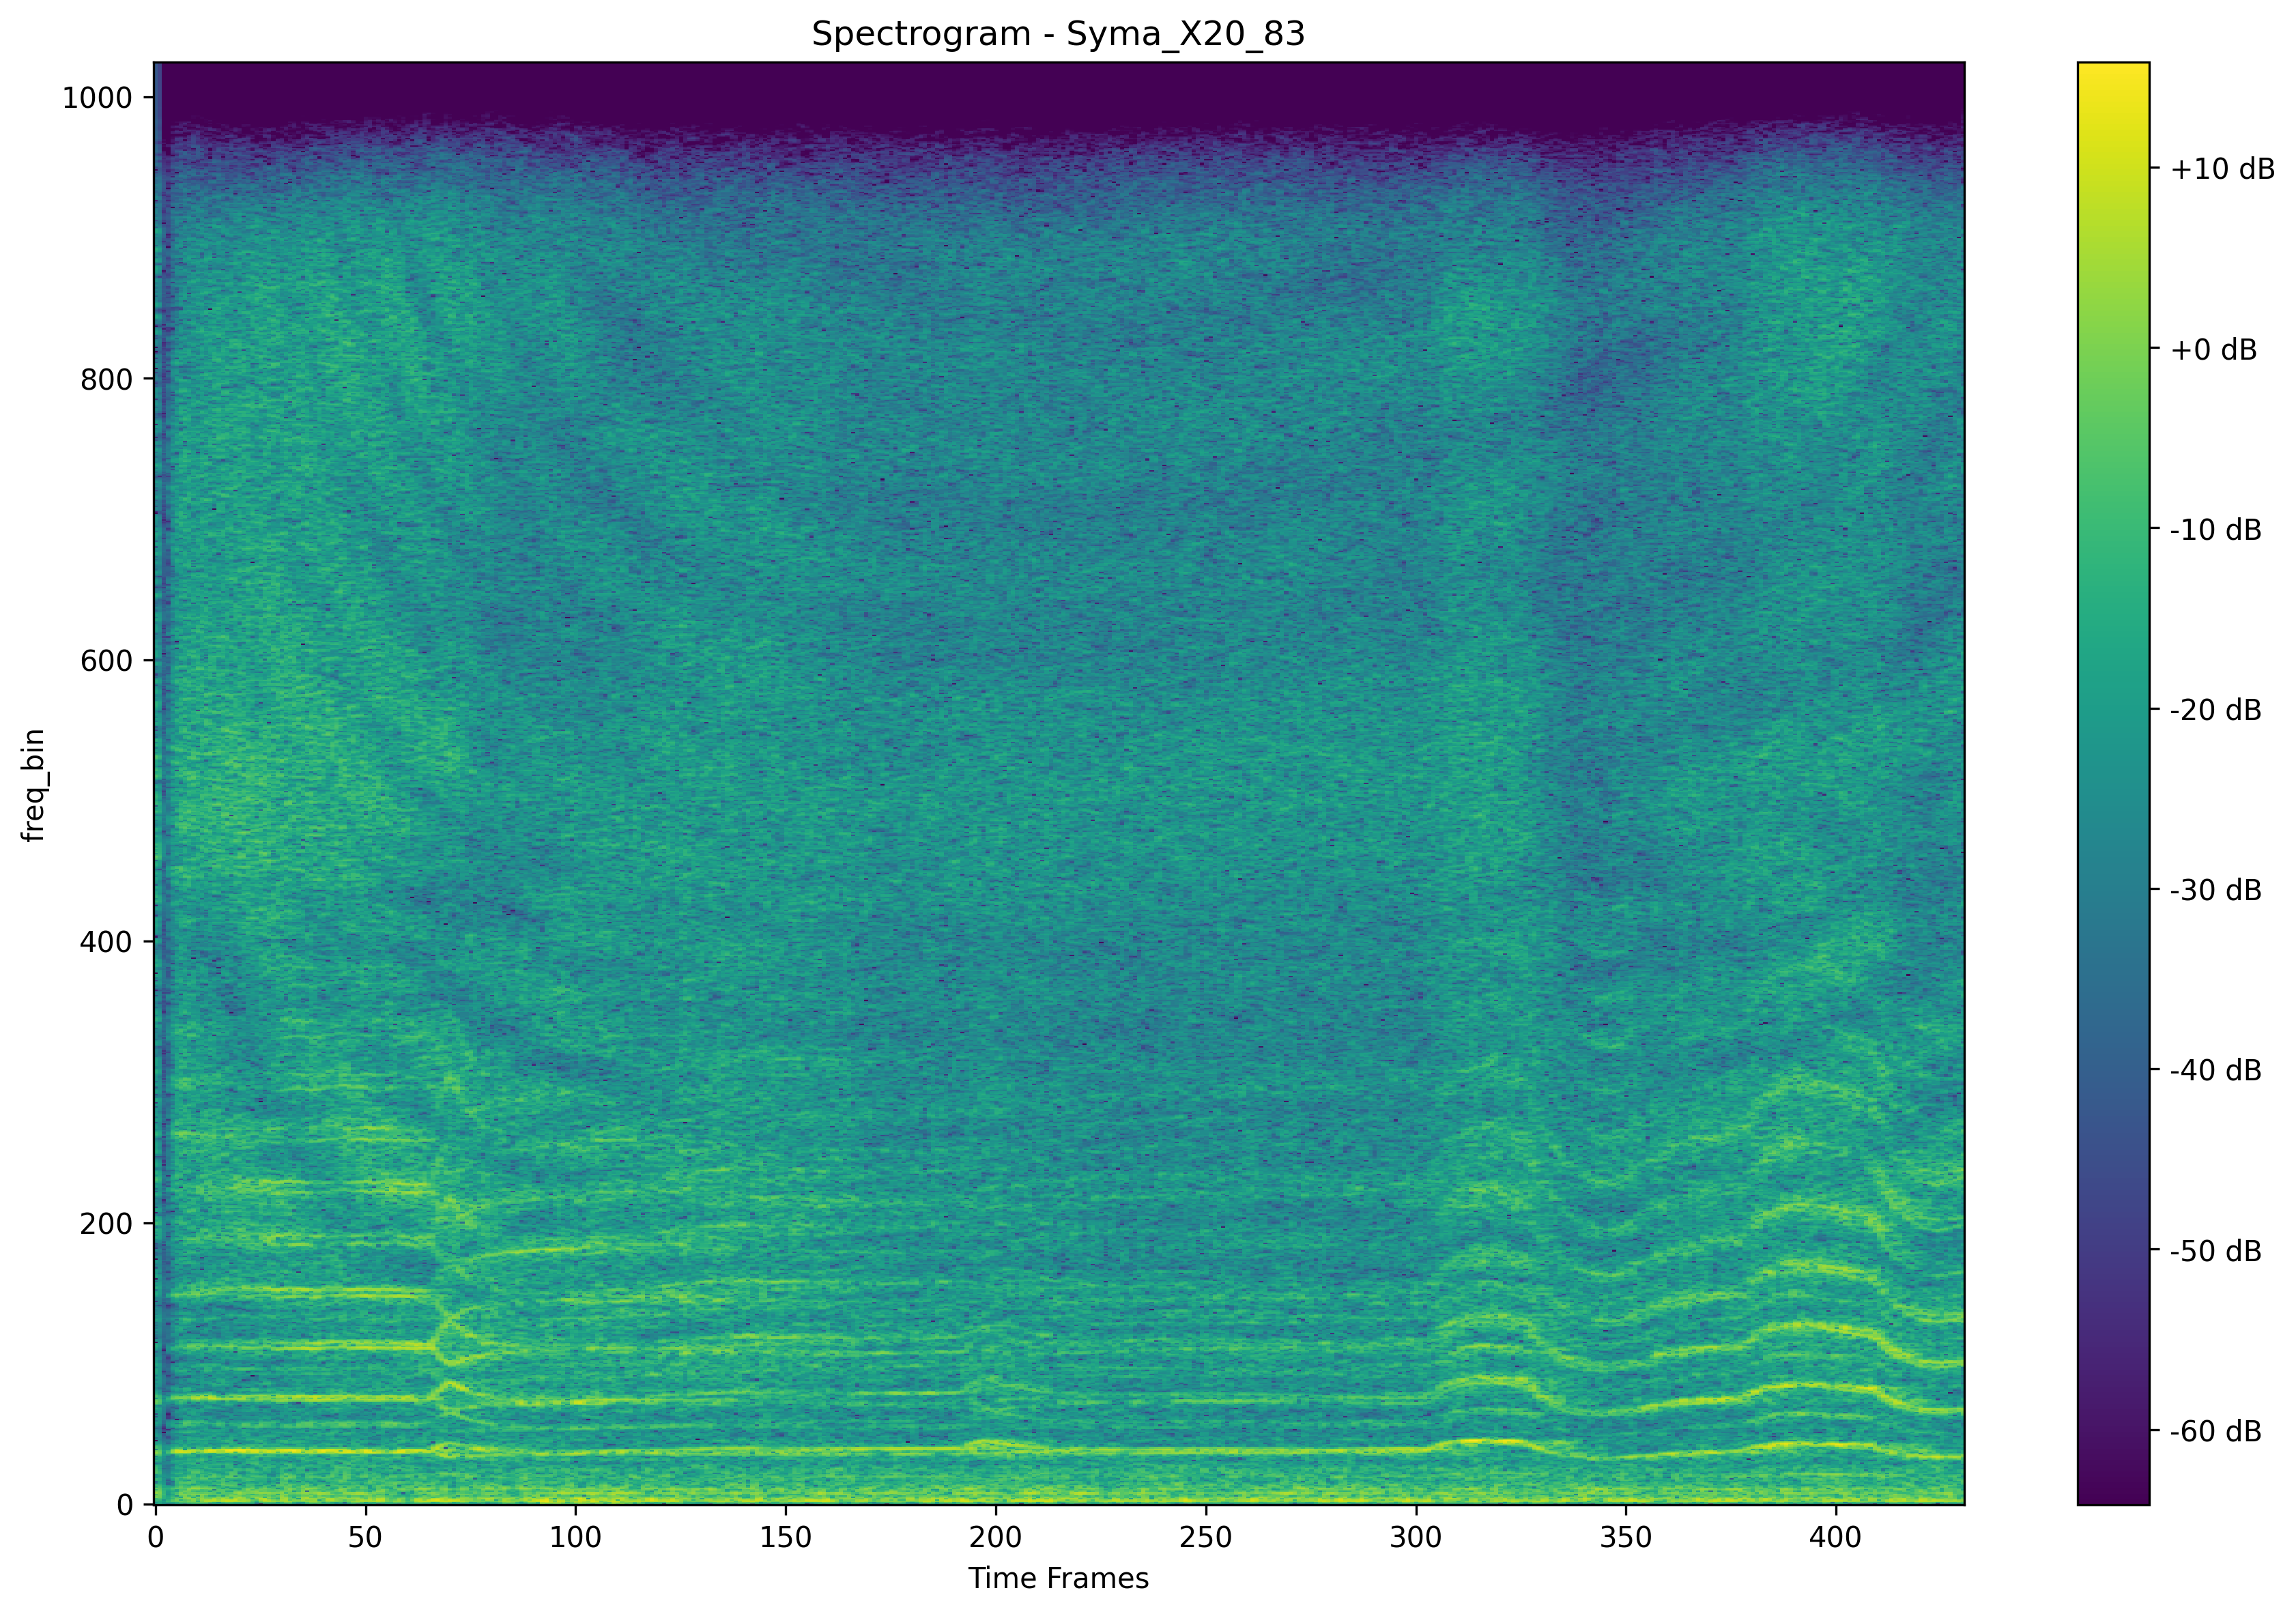 Spectrogram - Syma_X20_83
1000
800
600
400
200
0
freq_bin
0 50 100 150 200 250 300 350 400
Time Frames
+10 dB
+0 dB
-10 dB
-20 dB
-30 dB
-40 dB
-50 dB
-60 dB